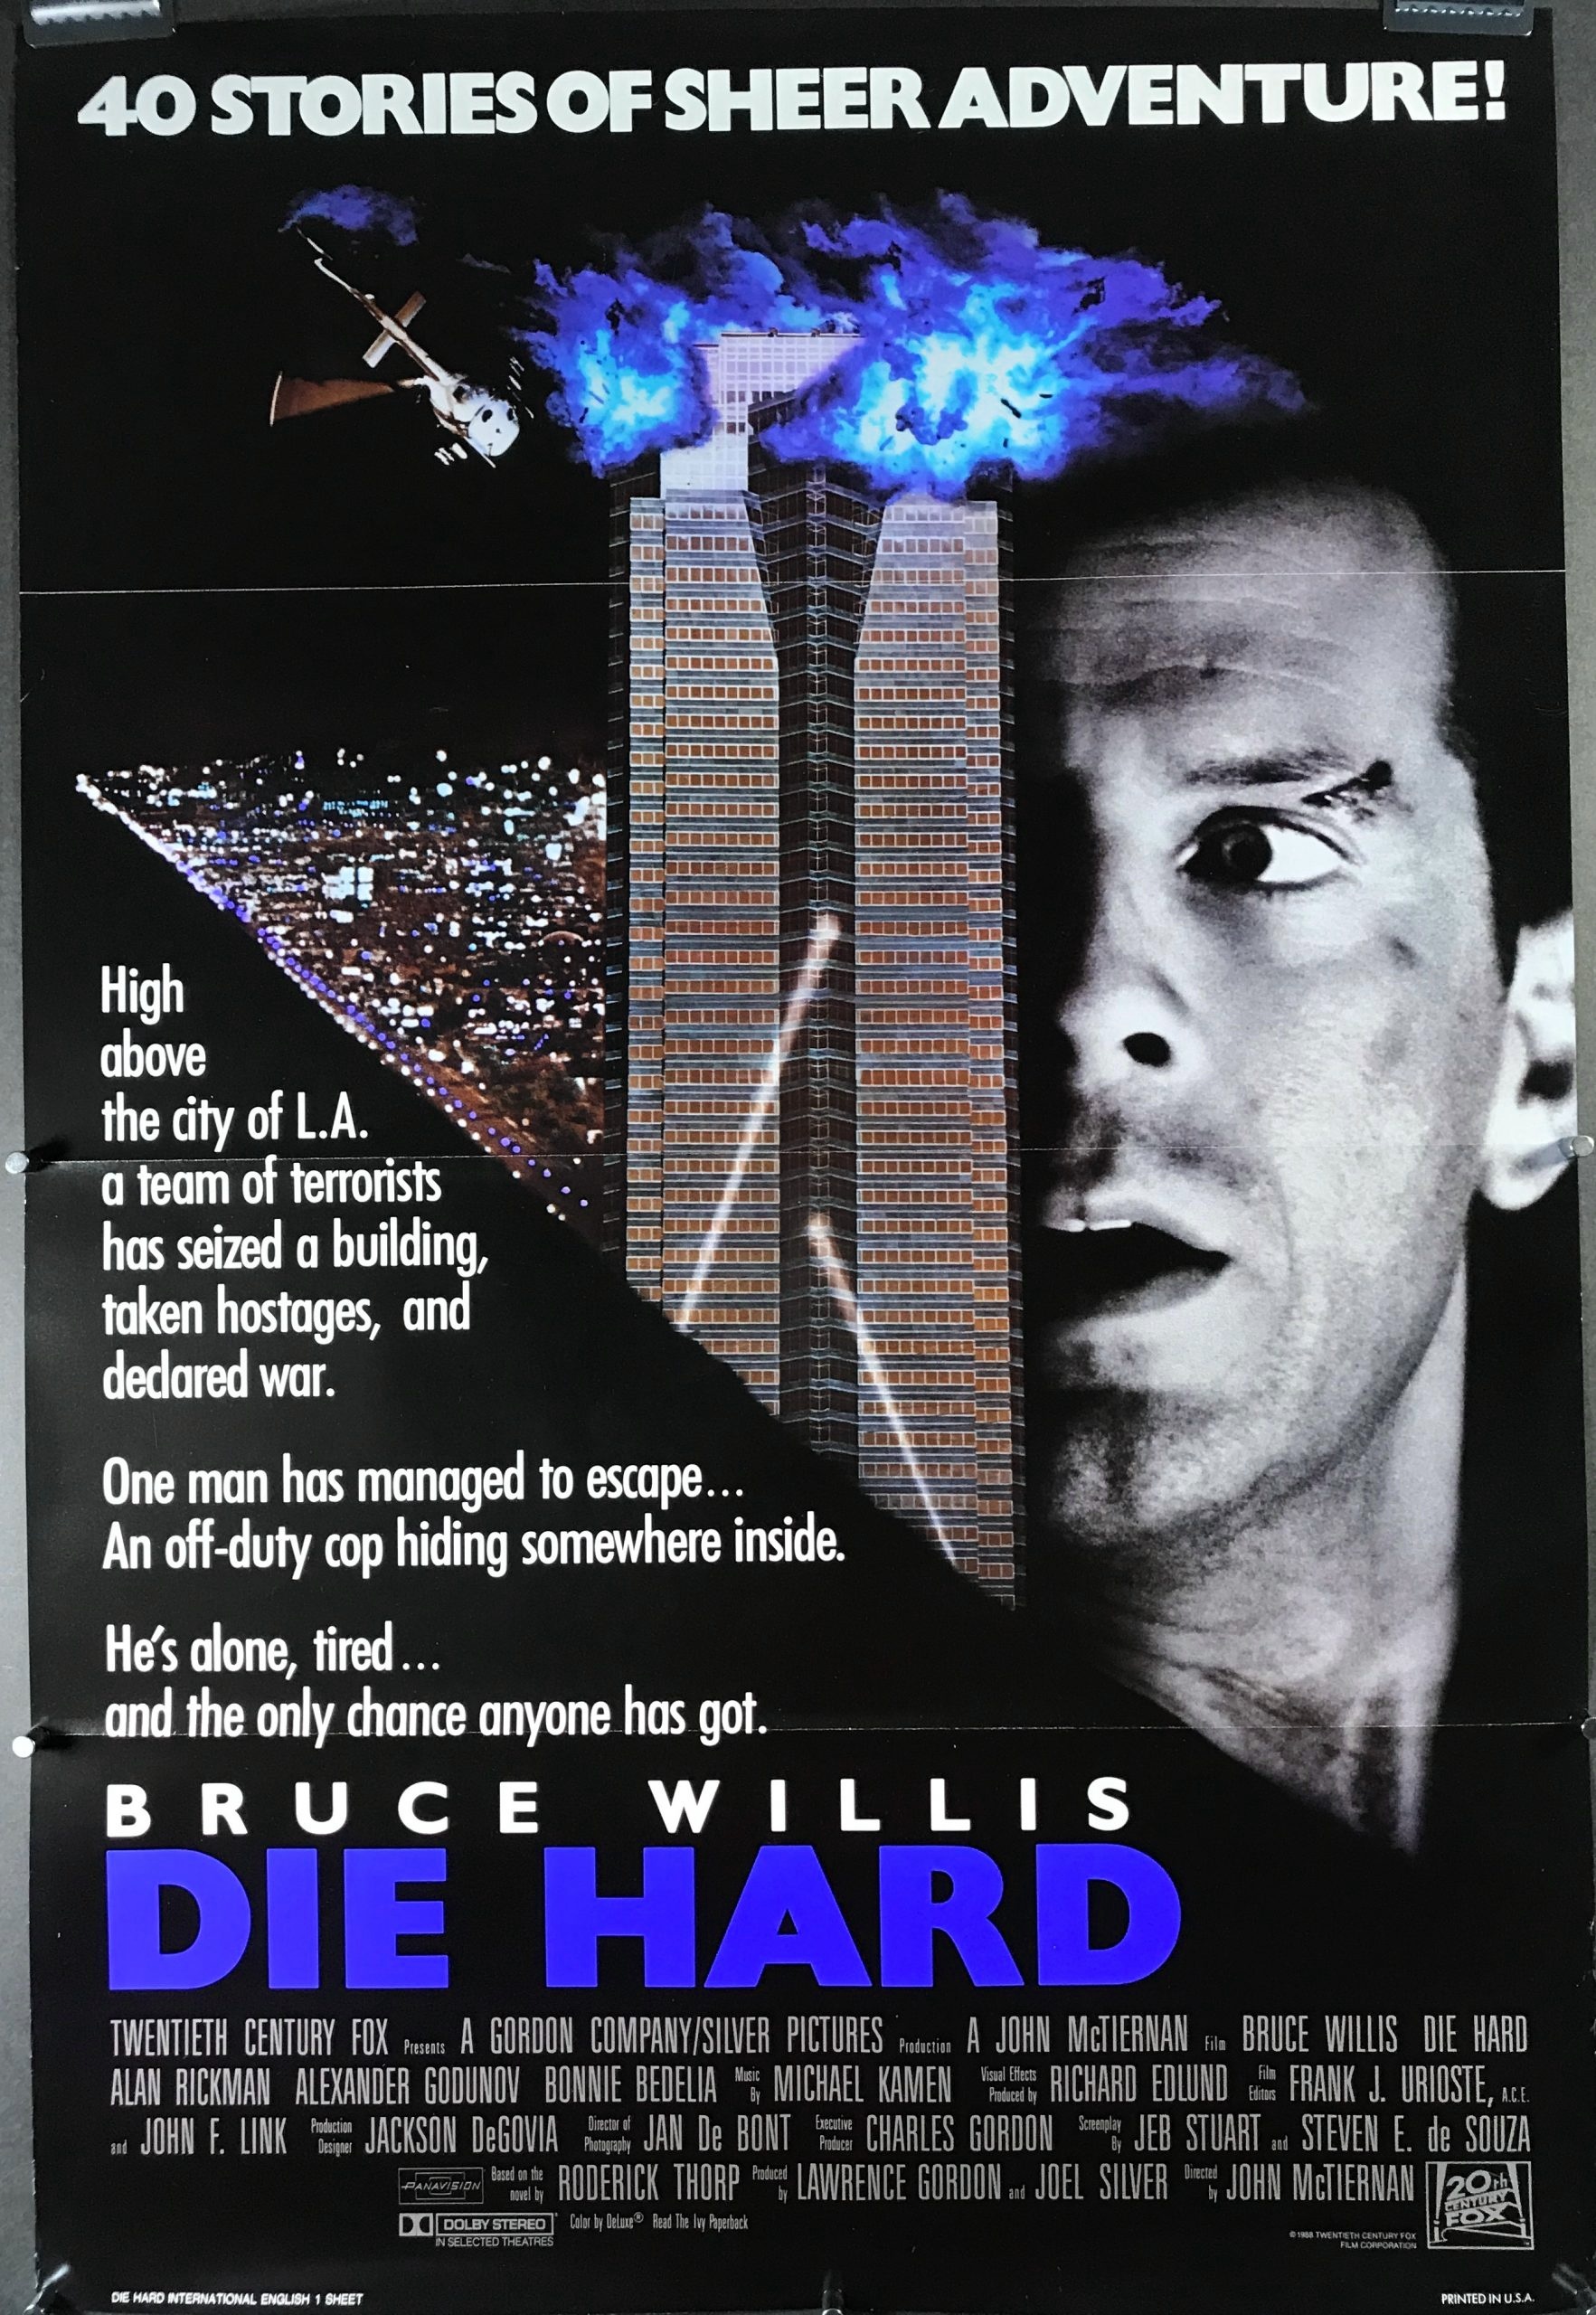 40 STORIES OF SHEER ADVENTURE!
High
above
the city of L.A.
a team of terrorists
has seized a building,
taken hostages, and
declared war.
One man has managed to escape...
An off-duty cop hiding somewhere inside.
He's alone, tired...
and the only chance anyone has got.
BRUCE WILLIS
DIE HARD
TWENTIETH CENTURY FOX Presents A GORDON COMPANY/SILVER PICTURES Production A JOHN McTIERNAN Film BRUCE WILLIS DIE HARD
ALAN RICKMAN ALEXANDER GODUNOV BONNIE BEDELIA Music By MICHAEL KAMEN Visual Effects Produced by RICHARD EDLUND Film Editors FRANK J. URIOSTE, A.C.E.
and JOHN F. LINK Production Designer JACKSON DeGOVIA Director of Photography JAN De BONT Executive Producer CHARLES GORDON Screenplay By JEB STUART and STEVEN E. de SOUZA
PANAVISION Based on the novel by RODERICK THORP Produced by LAWRENCE GORDON and JOEL SILVER Directed by JOHN McTIERNAN
DOLBY STEREO® Color by DeLuxe® Read The Ivy Paperback
IN SELECTED THEATRES
©1988 TWENTIETH CENTURY FOX
FILM CORPORATION
20th
CENTURY
FOX
DIE HARD INTERNATIONAL ENGLISH 1 SHEET
PRINTED IN U.S.A.